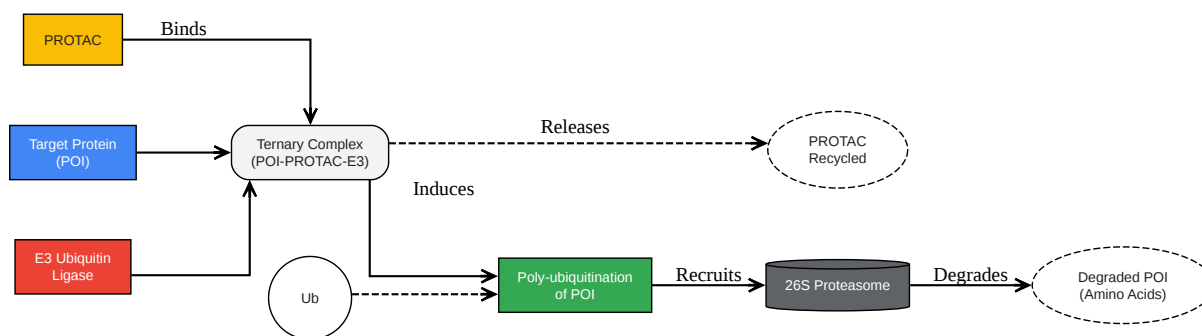 PROTAC
Binds
Target Protein
(POI)
Ternary Complex
(POI-PROTAC-E3)
Releases
PROTAC
Recycled
Induces
E3 Ubiquitin
Ligase
Ub
Poly-ubiquitination
of POI
Recruits
26S Proteasome
Degrades
Degraded POI
(Amino Acids)